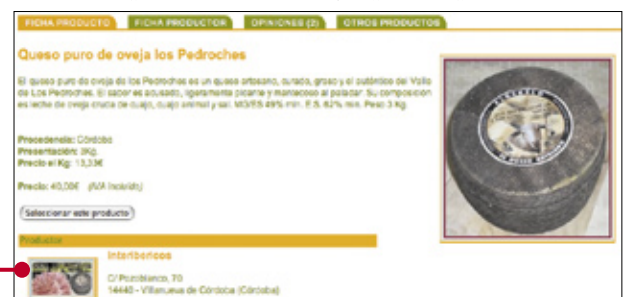 FICHA PRODUCTO FICHA PRODUCTOR OPINIONES (2) OTROS PRODUCTOS
Queso puro de oveja los Pedroches
El queso puro de oveja de los Pedroches es un queso artesano, curado, graso y el auténtico del Valle
de Los Pedroches. El sabor es acusado, ligeramente picante y mantecoso al paladar. Su composición
es leche de oveja cruda de cuajo, cuajo animal y sal. MG/ES 49% min. E.S. 62% min. Peso 3 Kg.
Procedencia: Córdoba
Presentación: 3Kg.
Precio el Kg: 13,33€
Precio: 40,00€ (IVA Incluido)
Seleccionar este producto
Productor
Interibericos
C/ Pozoblanco, 70
14440 - Villanueva de Córdoba (Córdoba)